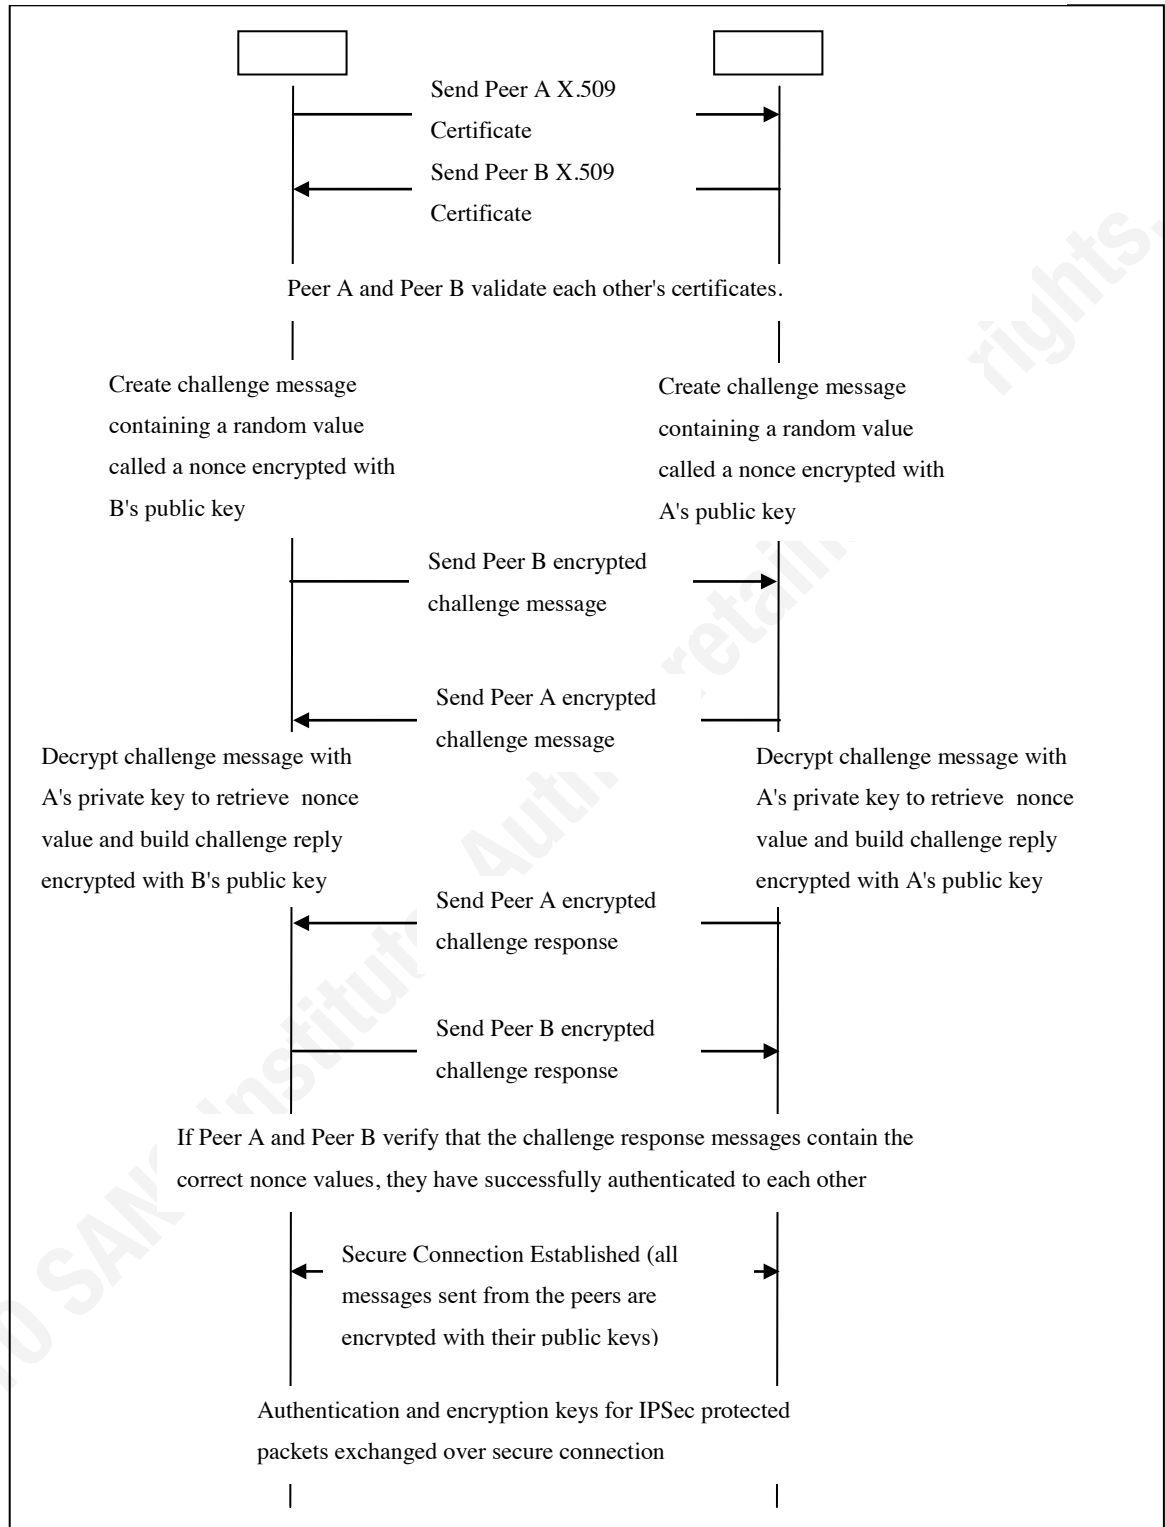 Send Peer A X.509
Certificate
Send Peer B X.509
Certificate
Peer A and Peer B validate each other's certificates.
Create challenge message
containing a random value
called a nonce encrypted with
B's public key
Create challenge message
containing a random value
called a nonce encrypted with
A's public key
Send Peer B encrypted
challenge message
Send Peer A encrypted
challenge message
Decrypt challenge message with
A's private key to retrieve nonce
value and build challenge reply
encrypted with B's public key
Decrypt challenge message with
A's private key to retrieve nonce
value and build challenge reply
encrypted with A's public key
Send Peer A encrypted
challenge response
Send Peer B encrypted
challenge response
If Peer A and Peer B verify that the challenge response messages contain the
correct nonce values, they have successfully authenticated to each other
Secure Connection Established (all
messages sent from the peers are
encrypted with their public keys)
Authentication and encryption keys for IPSec protected
packets exchanged over secure connection
SANS Institute
rights.